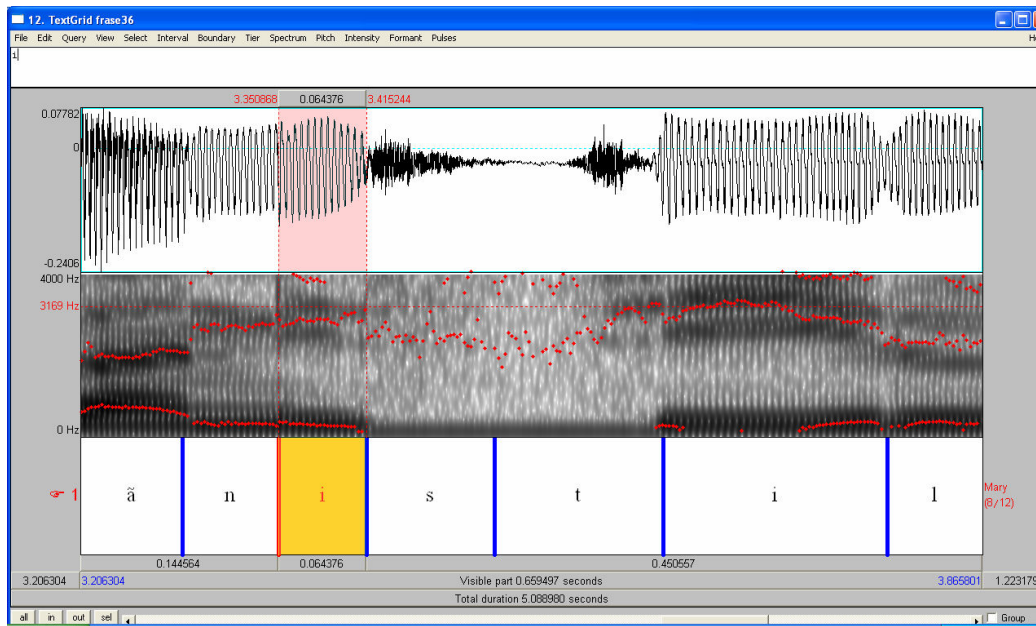 12. TextGrid frase36
File Edit Query View Select Interval Boundary Tier Spectrum Pitch Intensity Formant Pulses He
i
3.350868 0.064376 3.415244
0.07782
0
-0.2406
4000 Hz
3169 Hz
0 Hz
☞ 1 ã n i s t i l Mary
(8/12)
0.144564 0.064376 0.450557
3.206304 3.206304 Visible part 0.659497 seconds 3.865801 1.223179
Total duration 5.088980 seconds
all in out sel Group